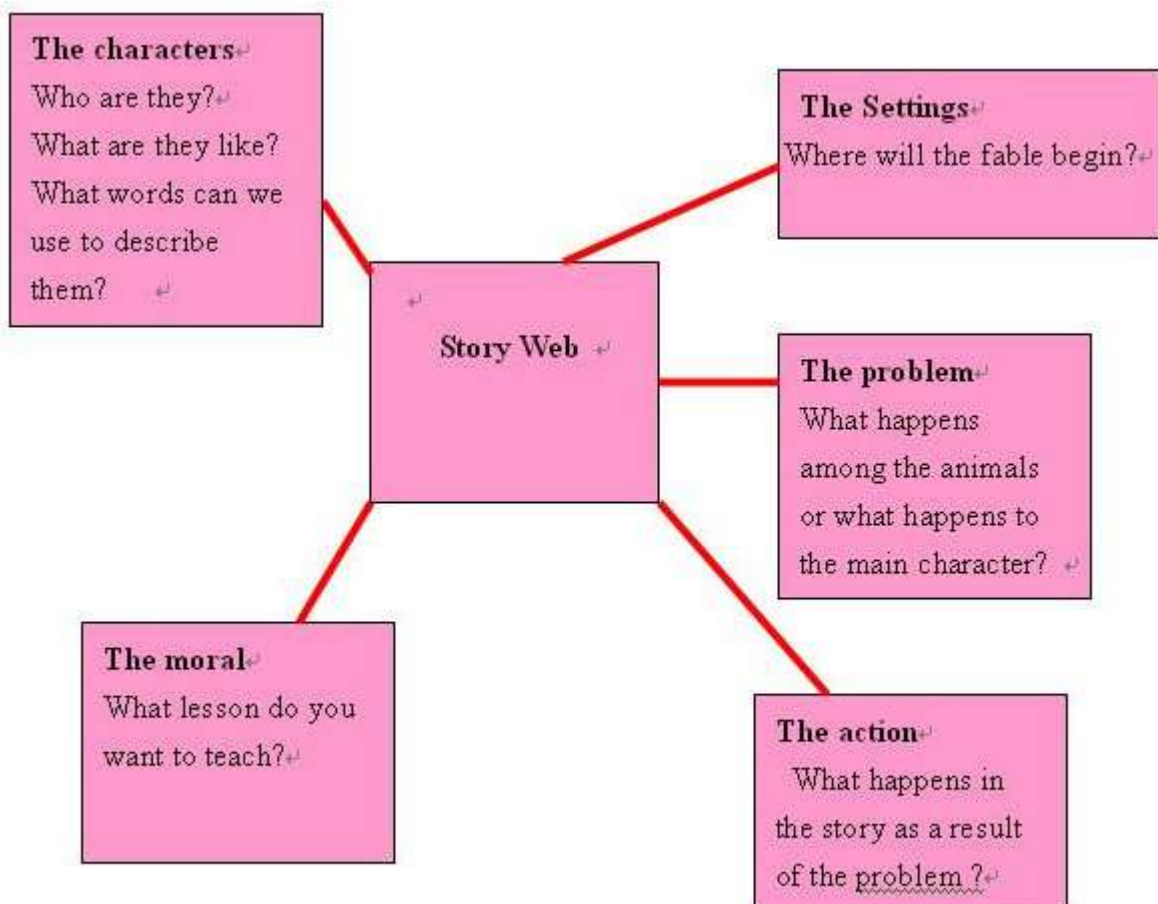 The characters
Who are they?
What are they like?
What words can we
use to describe
them?
The Settings
Where will the fable begin?
Story Web
The problem
What happens
among the animals
or what happens to
the main character?
The moral
What lesson do you
want to teach?
The action
What happens in
the story as a result
of the problem ?